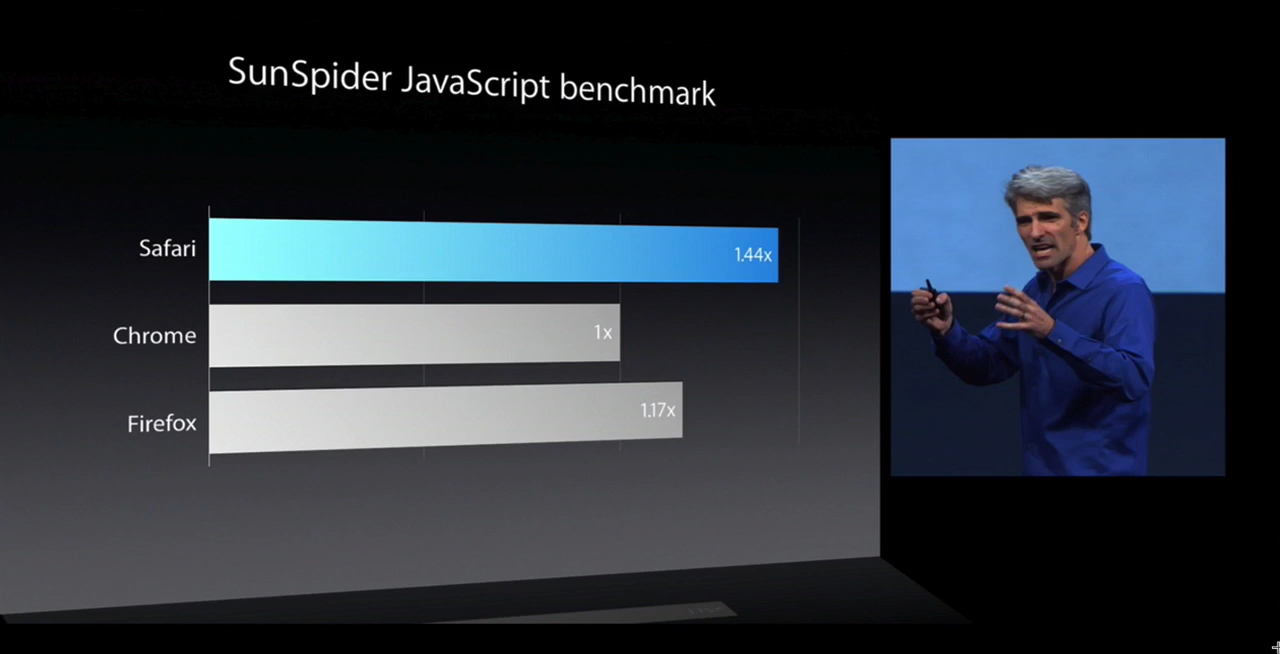 SunSpider JavaScript benchmark
Safari 1.44x
Chrome 1x
Firefox 1.17x